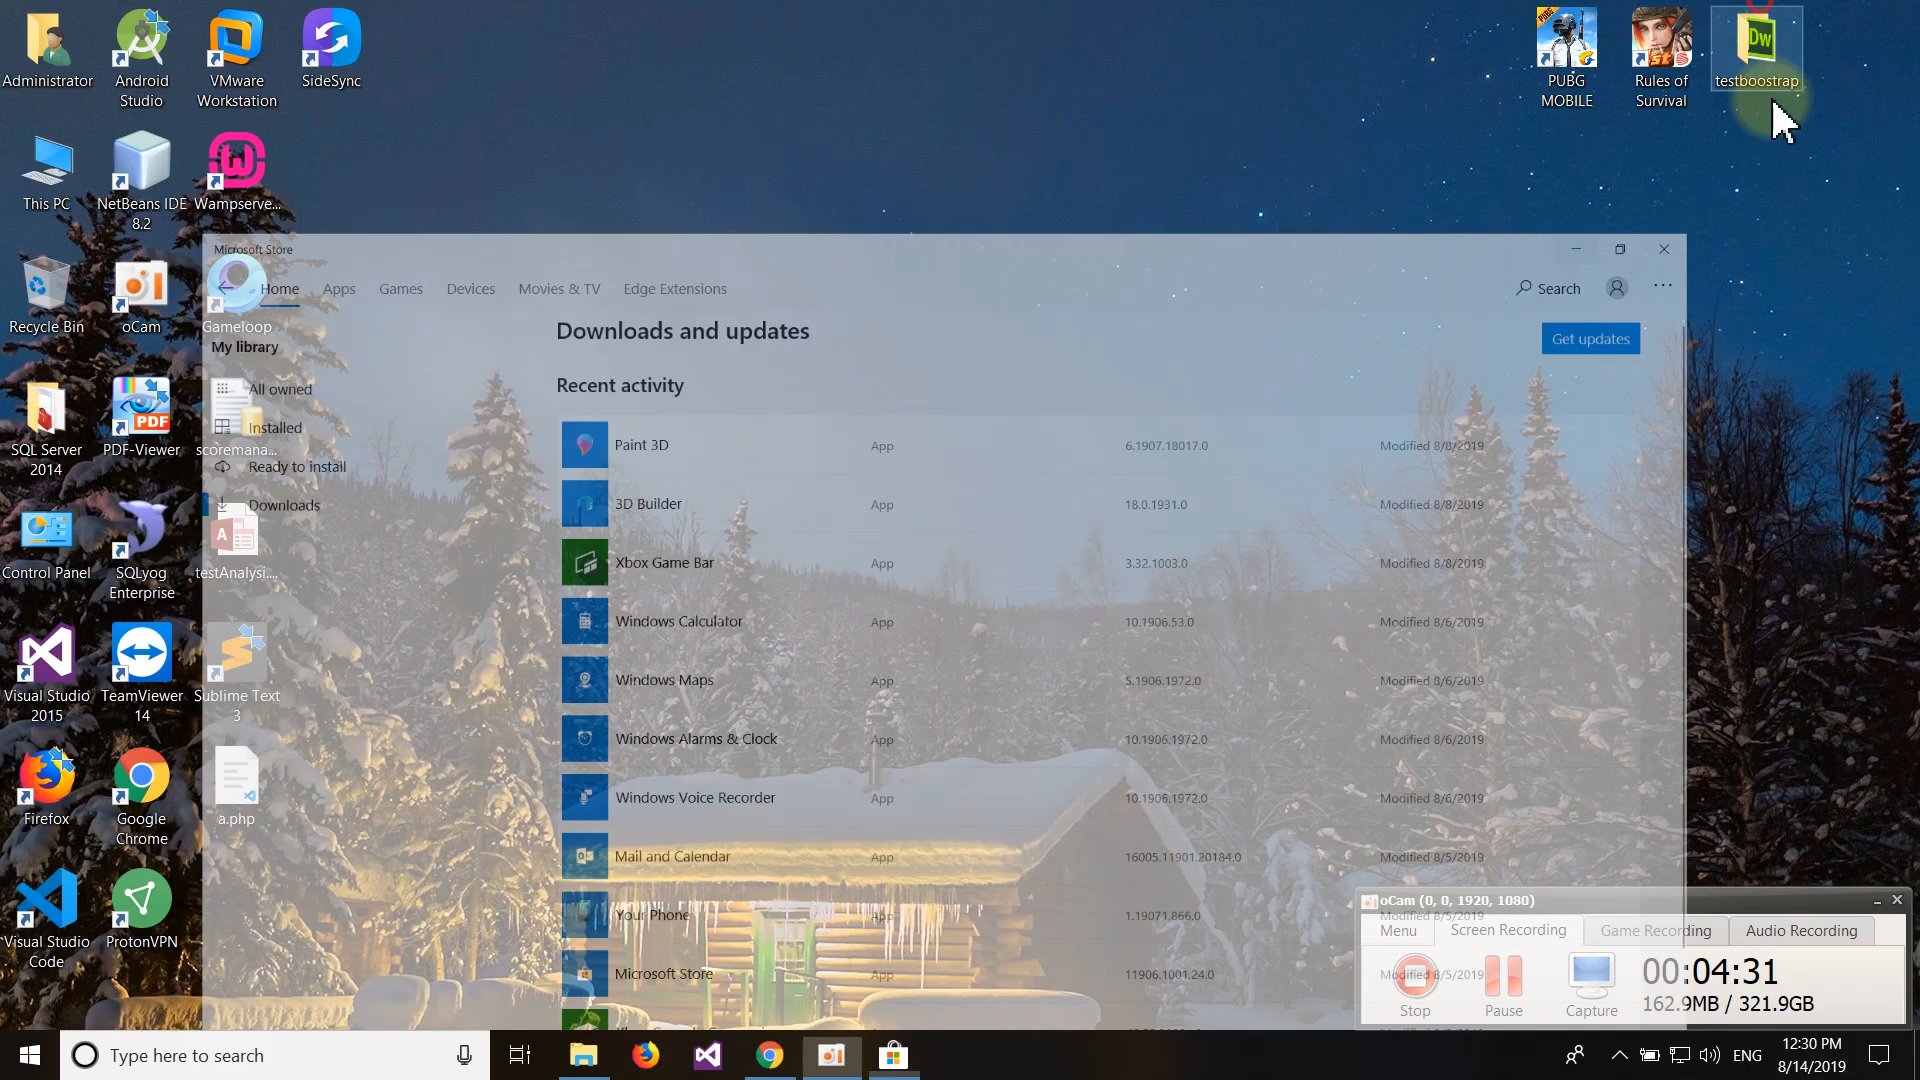 Administrator
Android
Studio
VMware
Workstation
SideSync
PUBG
MOBILE
Rules of
Survival
Dw
testboostrap
This PC
NetBeans IDE
8.2
Wampserve...
Recycle Bin
oCam
Gameloop
SQL Server
2014
PDF
PDF-Viewer
scoremana...
Control Panel
SQLyog
Enterprise
testAnalysi....
Visual Studio
2015
TeamViewer
14
Sublime Text
3
Firefox
Google
Chrome
a.php
Visual Studio
Code
ProtonVPN
Microsoft Store
Home Apps Games Devices Movies & TV Edge Extensions
Search
My library
All owned
Installed
Ready to install
Downloads
Downloads and updates
Get updates
Recent activity
Paint 3D App 6.1907.18017.0 Modified 8/8/2019
3D Builder App 18.0.1931.0 Modified 8/8/2019
Xbox Game Bar App 3.32.1003.0 Modified 8/8/2019
Windows Calculator App 10.1906.53.0 Modified 8/6/2019
Windows Maps App 5.1906.1972.0 Modified 8/6/2019
Windows Alarms & Clock App 10.1906.1972.0 Modified 8/6/2019
Windows Voice Recorder App 10.1906.1972.0 Modified 8/6/2019
Mail and Calendar App 16005.11901.20184.0 Modified 8/5/2019
Your Phone App 1.19071.866.0 Modified 8/5/2019
Microsoft Store App 11906.1001.24.0 Modified 8/5/2019
oCam (0, 0, 1920, 1080)
Menu Screen Recording Game Recording Audio Recording
00:04:31
162.9MB / 321.9GB
Stop Pause Capture
Type here to search
ENG
12:30 PM
8/14/2019